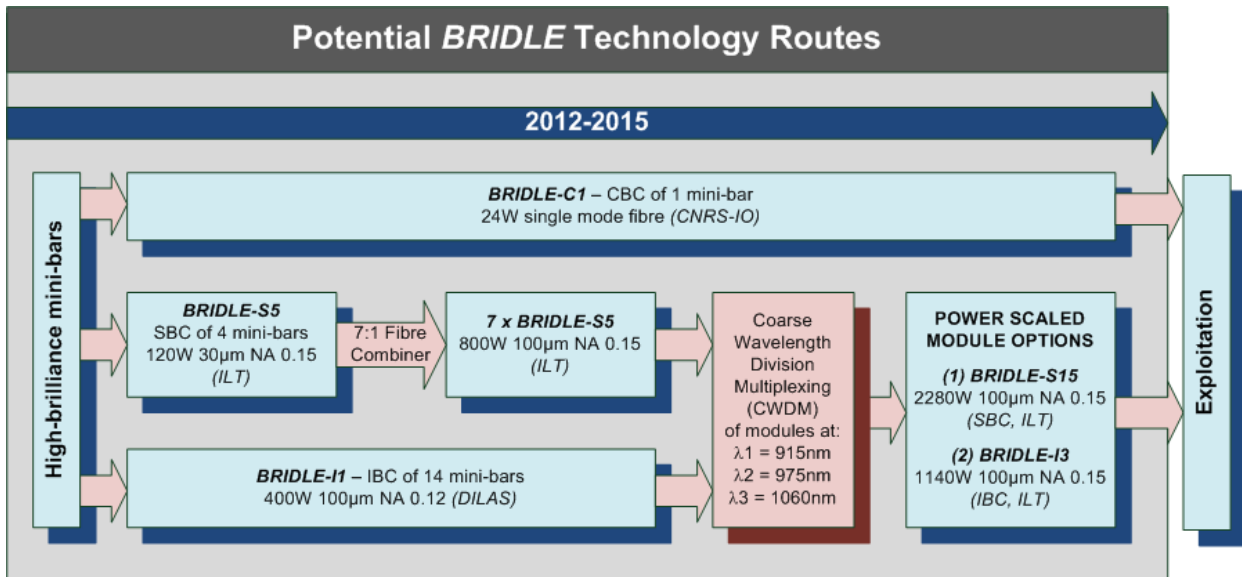 Potential BRIDLE Technology Routes
2012-2015
High-brilliance mini-bars
BRIDLE-C1 – CBC of 1 mini-bar
24W single mode fibre (CNRS-IO)
BRIDLE-S5
SBC of 4 mini-bars
120W 30µm NA 0.15
(ILT)
7:1 Fibre
Combiner
7 x BRIDLE-S5
800W 100µm NA 0.15
(ILT)
BRIDLE-I1 – IBC of 14 mini-bars
400W 100µm NA 0.12 (DILAS)
Coarse
Wavelength
Division
Multiplexing
(CWDM)
of modules at:
λ1 = 915nm
λ2 = 975nm
λ3 = 1060nm
POWER SCALED
MODULE OPTIONS
(1) BRIDLE-S15
2280W 100µm NA 0.15
(SBC, ILT)
(2) BRIDLE-I3
1140W 100µm NA 0.15
(IBC, ILT)
Exploitation